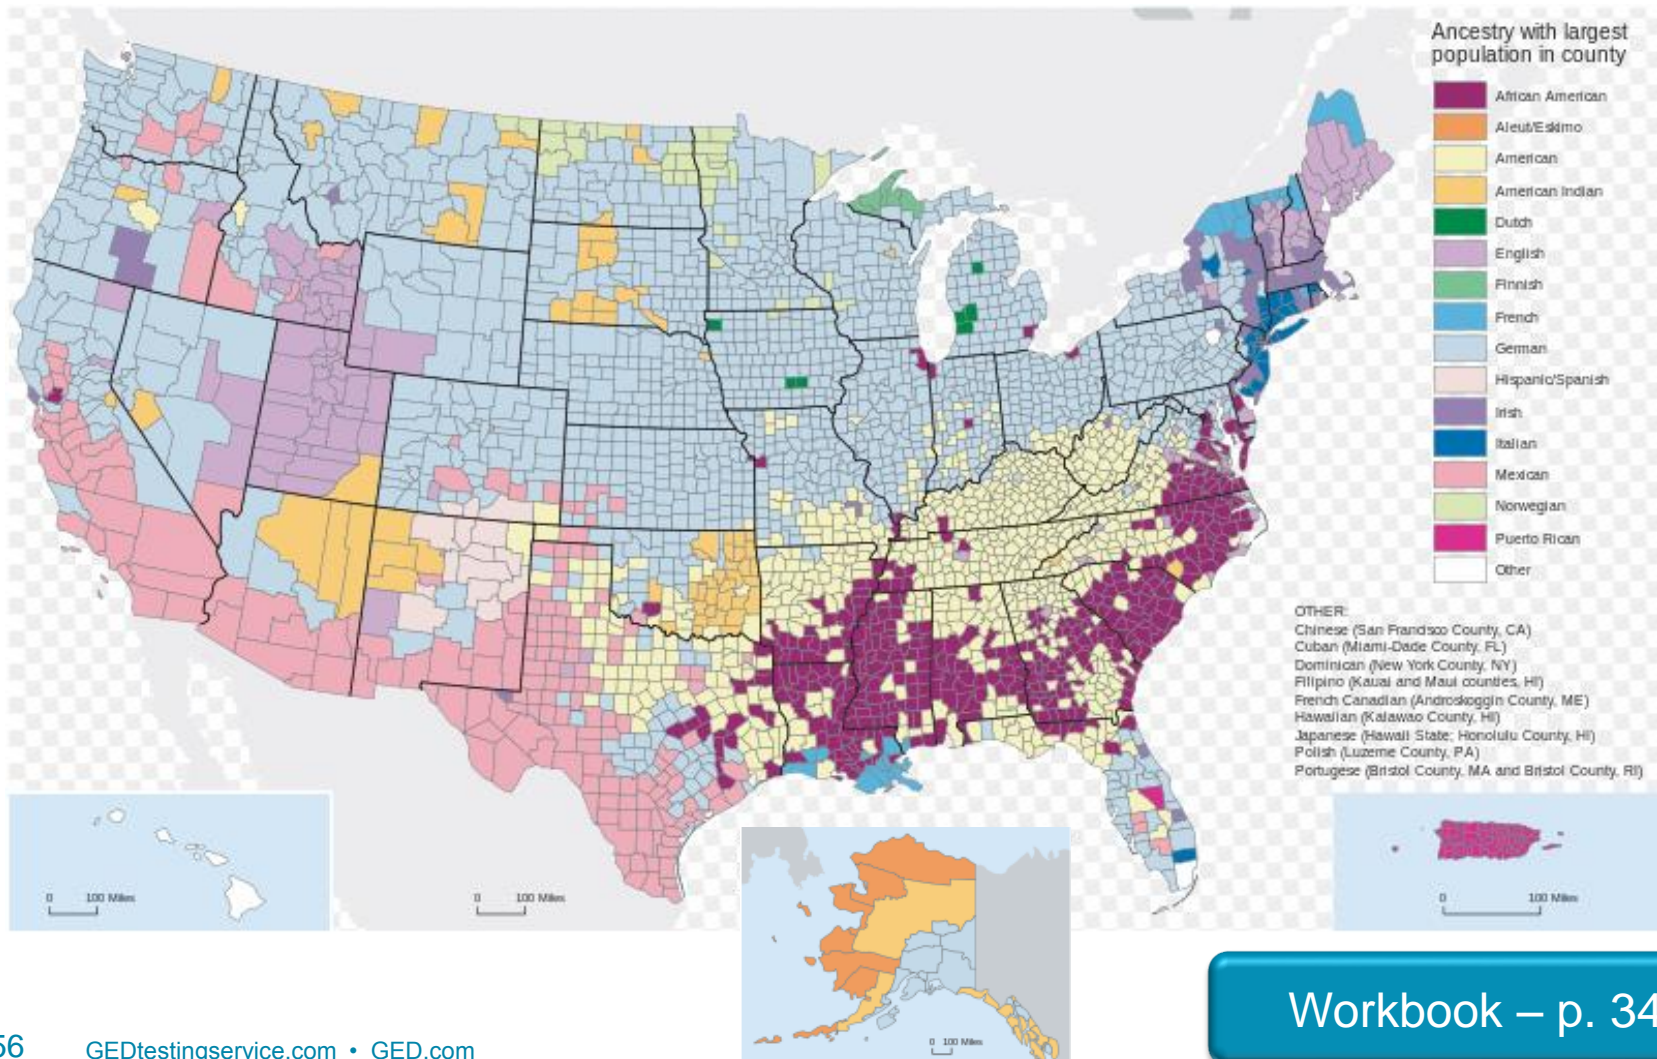 Ancestry with largest
population in county
African American
Aleut/Eskimo
American
American Indian
Dutch
English
Finnish
French
German
Hispanic/Spanish
Irish
Italian
Mexican
Norwegian
Puerto Rican
Other
OTHER:
Chinese (San Francisco County, CA)
Cuban (Miami-Dade County, FL)
Dominican (New York County, NY)
Filipino (Kauai and Maui counties, HI)
French Canadian (Androskoggin County, ME)
Hawaiian (Kalawao County, HI)
Japanese (Hawaii State; Honolulu County, HI)
Polish (Luzerne County, PA)
Portugese (Bristol County, MA and Bristol County, RI)
0 100 Miles
0 100 Miles
0 100 Miles
0 100 Miles
Workbook – p. 34
56 GEDtestingservice.com • GED.com